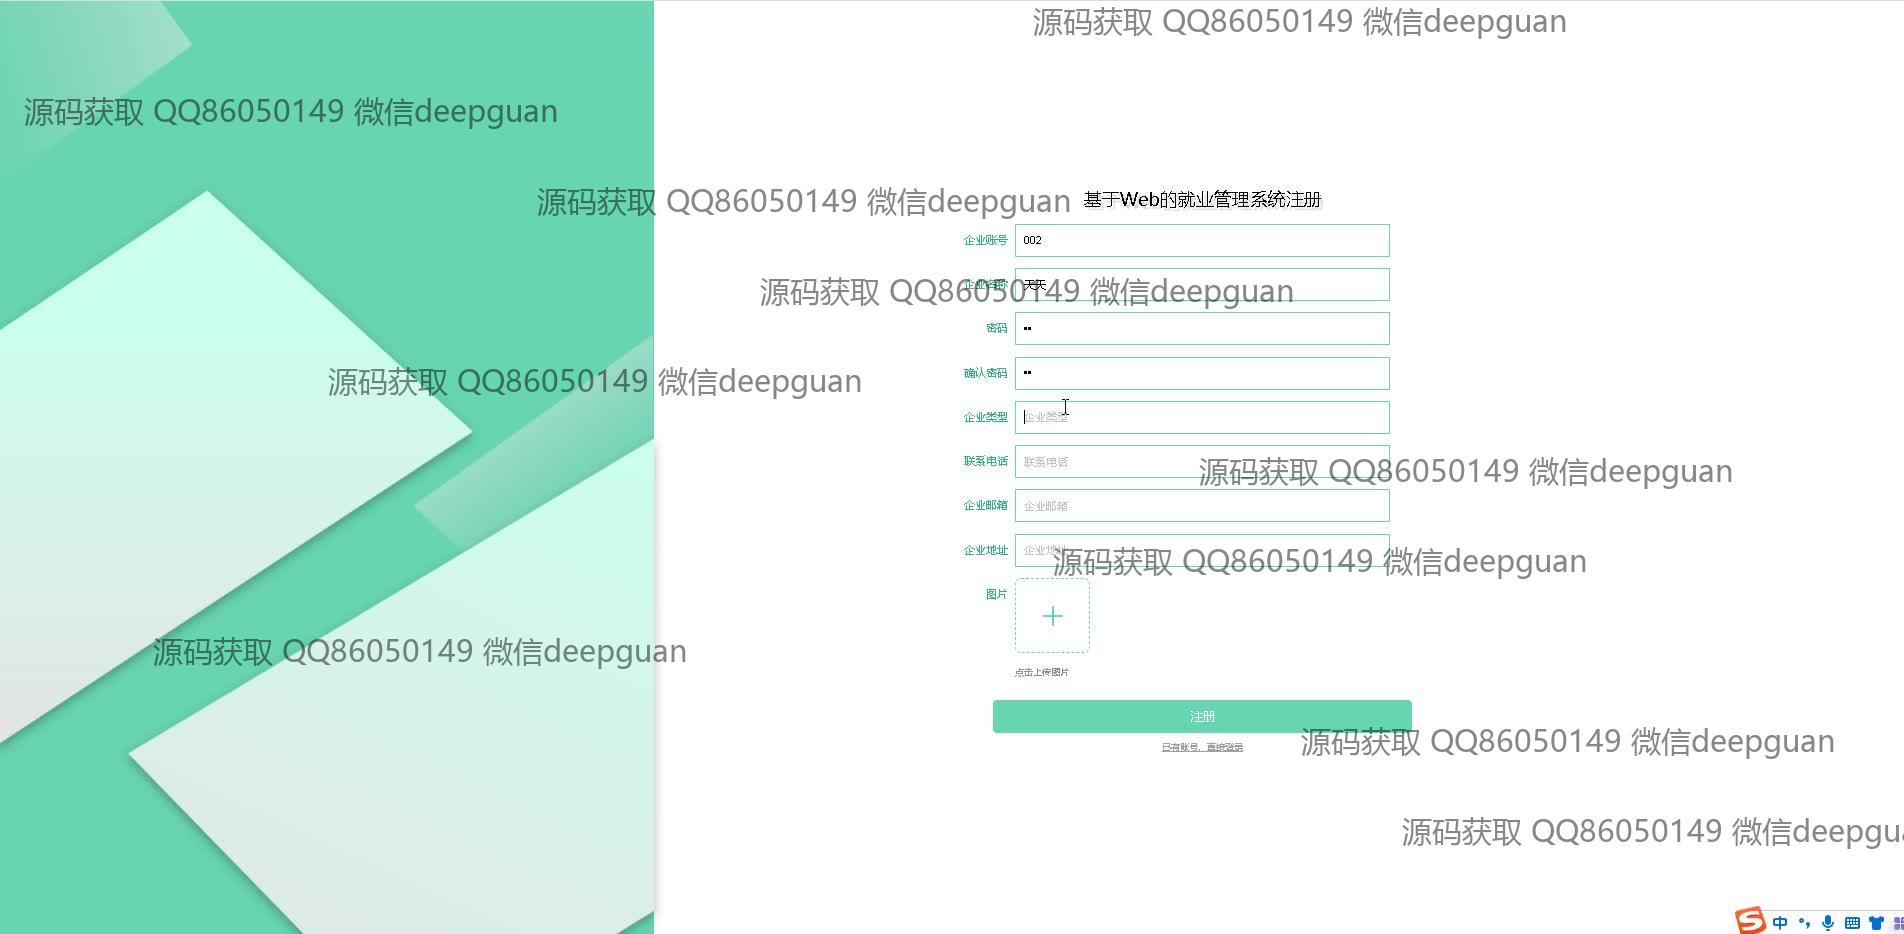 源码获取 QQ86050149 微信deepguan
源码获取 QQ86050149 微信deepguan
源码获取 QQ86050149 微信deepguan
基于Web的就业管理系统注册
企业账号 002
企业名称 天天
源码获取 QQ86050149 微信deepguan
密码 ••
确认密码 ••
源码获取 QQ86050149 微信deepguan
企业类型 企业类型
联系电话 联系电话
源码获取 QQ86050149 微信deepguan
企业邮箱 企业邮箱
企业地址 企业地址
源码获取 QQ86050149 微信deepguan
图片
源码获取 QQ86050149 微信deepguan
点击上传图片
注册
已有账号，直接登录
源码获取 QQ86050149 微信deepguan
源码获取 QQ86050149 微信deepgu
中